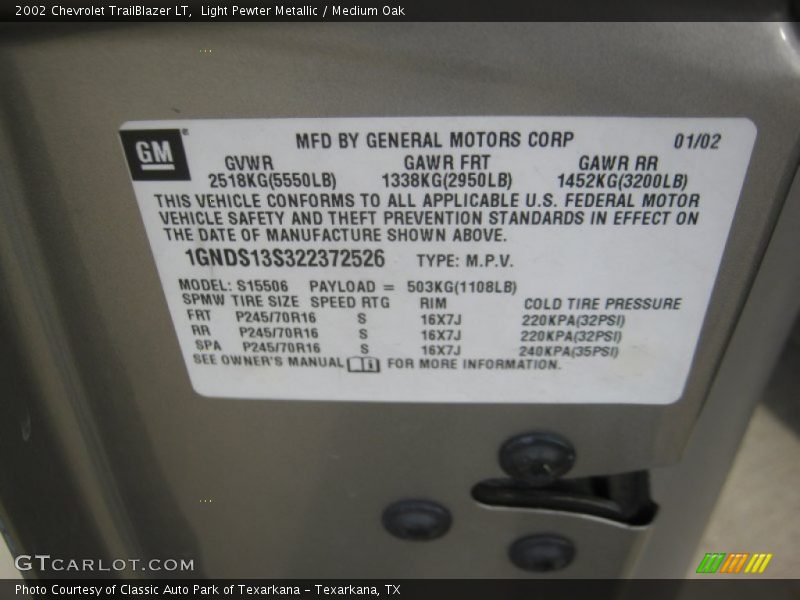 2002 Chevrolet TrailBlazer LT,  Light Pewter Metallic / Medium Oak
GM
MFD BY GENERAL MOTORS CORP 01/02
GVWR GAWR FRT GAWR RR
2518KG(5550LB) 1338KG(2950LB) 1452KG(3200LB)
THIS VEHICLE CONFORMS TO ALL APPLICABLE U.S. FEDERAL MOTOR
VEHICLE SAFETY AND THEFT PREVENTION STANDARDS IN EFFECT ON
THE DATE OF MANUFACTURE SHOWN ABOVE.
1GNDS13S322372526 TYPE: M.P.V.
MODEL: S15506 PAYLOAD = 503KG(1108LB)
SPMW TIRE SIZE SPEED RTG RIM COLD TIRE PRESSURE
FRT P245/70R16 S 16X7J 220KPA(32PSI)
RR P245/70R16 S 16X7J 220KPA(32PSI)
SPA P245/70R16 S 16X7J 240KPA(35PSI)
SEE OWNER'S MANUAL FOR MORE INFORMATION.
GTCARLOT.COM
Photo Courtesy of Classic Auto Park of Texarkana – Texarkana, TX